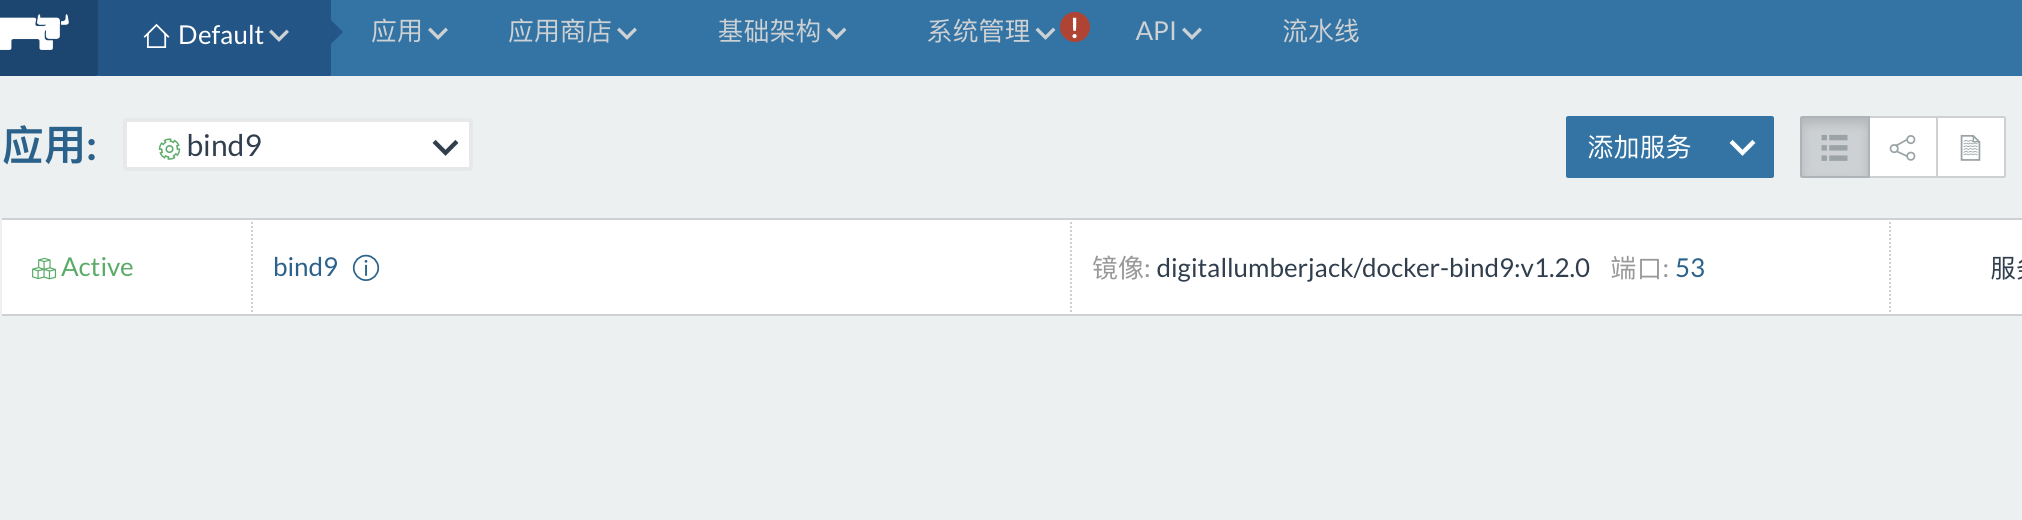 Default 应用 应用商店 基础架构 系统管理 ! API 流水线
应用: bind9 添加服务
Active bind9 镜像: digitallumberjack/docker-bind9:v1.2.0 端口: 53 服